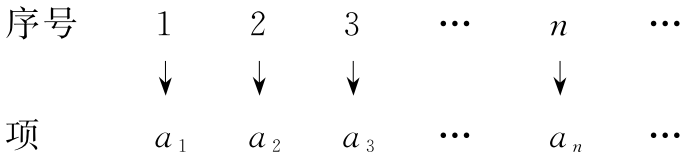 序号 1 2 3 … n …
↓ ↓ ↓ ↓
项 a₁ a₂ a₃ … aₙ …